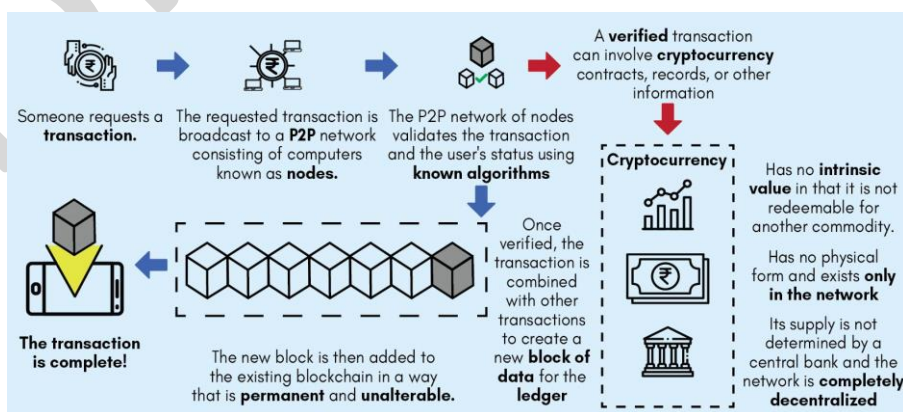 Someone requests a
transaction.
The requested transaction is
broadcast to a P2P network
consisting of computers
known as nodes.
The P2P network of nodes
validates the transaction
and the user's status using
known algorithms
A verified transaction
can involve cryptocurrency
contracts, records, or other
information
Cryptocurrency
Has no intrinsic
value in that it is not
redeemable for
another commodity.
Has no physical
form and exists only
in the network
Its supply is not
determined by a
central bank and the
network is completely
decentralized
Once
verified, the
transaction is
combined
with other
transactions
to create a
new block of
data for the
ledger
The new block is then added to
the existing blockchain in a way
that is permanent and unalterable.
The transaction
is complete!
₹
₹
₹